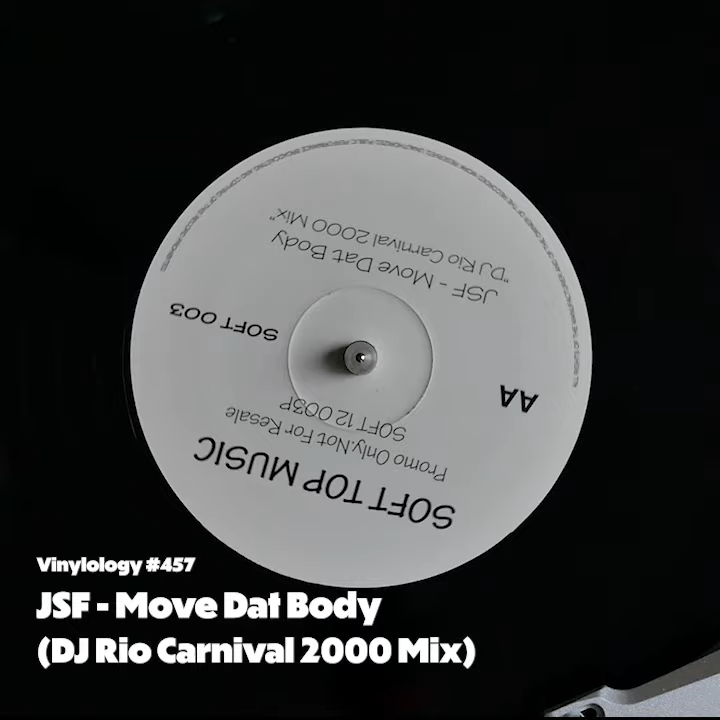 SOFT TOP MUSIC
Promo Only.Not For Resale
SOFT 12 003P
AA
SOFT 003
JSF - Move Dat Body
"DJ Rio Carnival 2000 Mix"
Vinylology #457
JSF - Move Dat Body
(DJ Rio Carnival 2000 Mix)